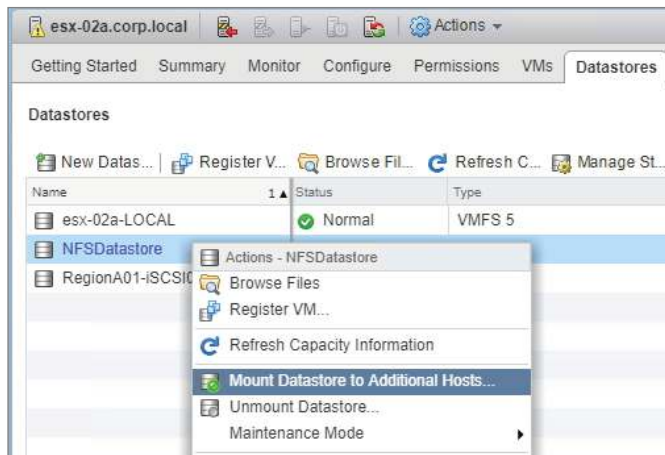 esx-02a.corp.local Actions
Getting Started Summary Monitor Configure Permissions VMs Datastores
Datastores
New Datas... Register V... Browse Fil... Refresh C... Manage St...
Name 1 Status Type
esx-02a-LOCAL Normal VMFS 5
NFSDatastore
Actions - NFSDatastore
RegionA01-iSCSI0
Browse Files
Register VM...
Refresh Capacity Information
Mount Datastore to Additional Hosts...
Unmount Datastore...
Maintenance Mode